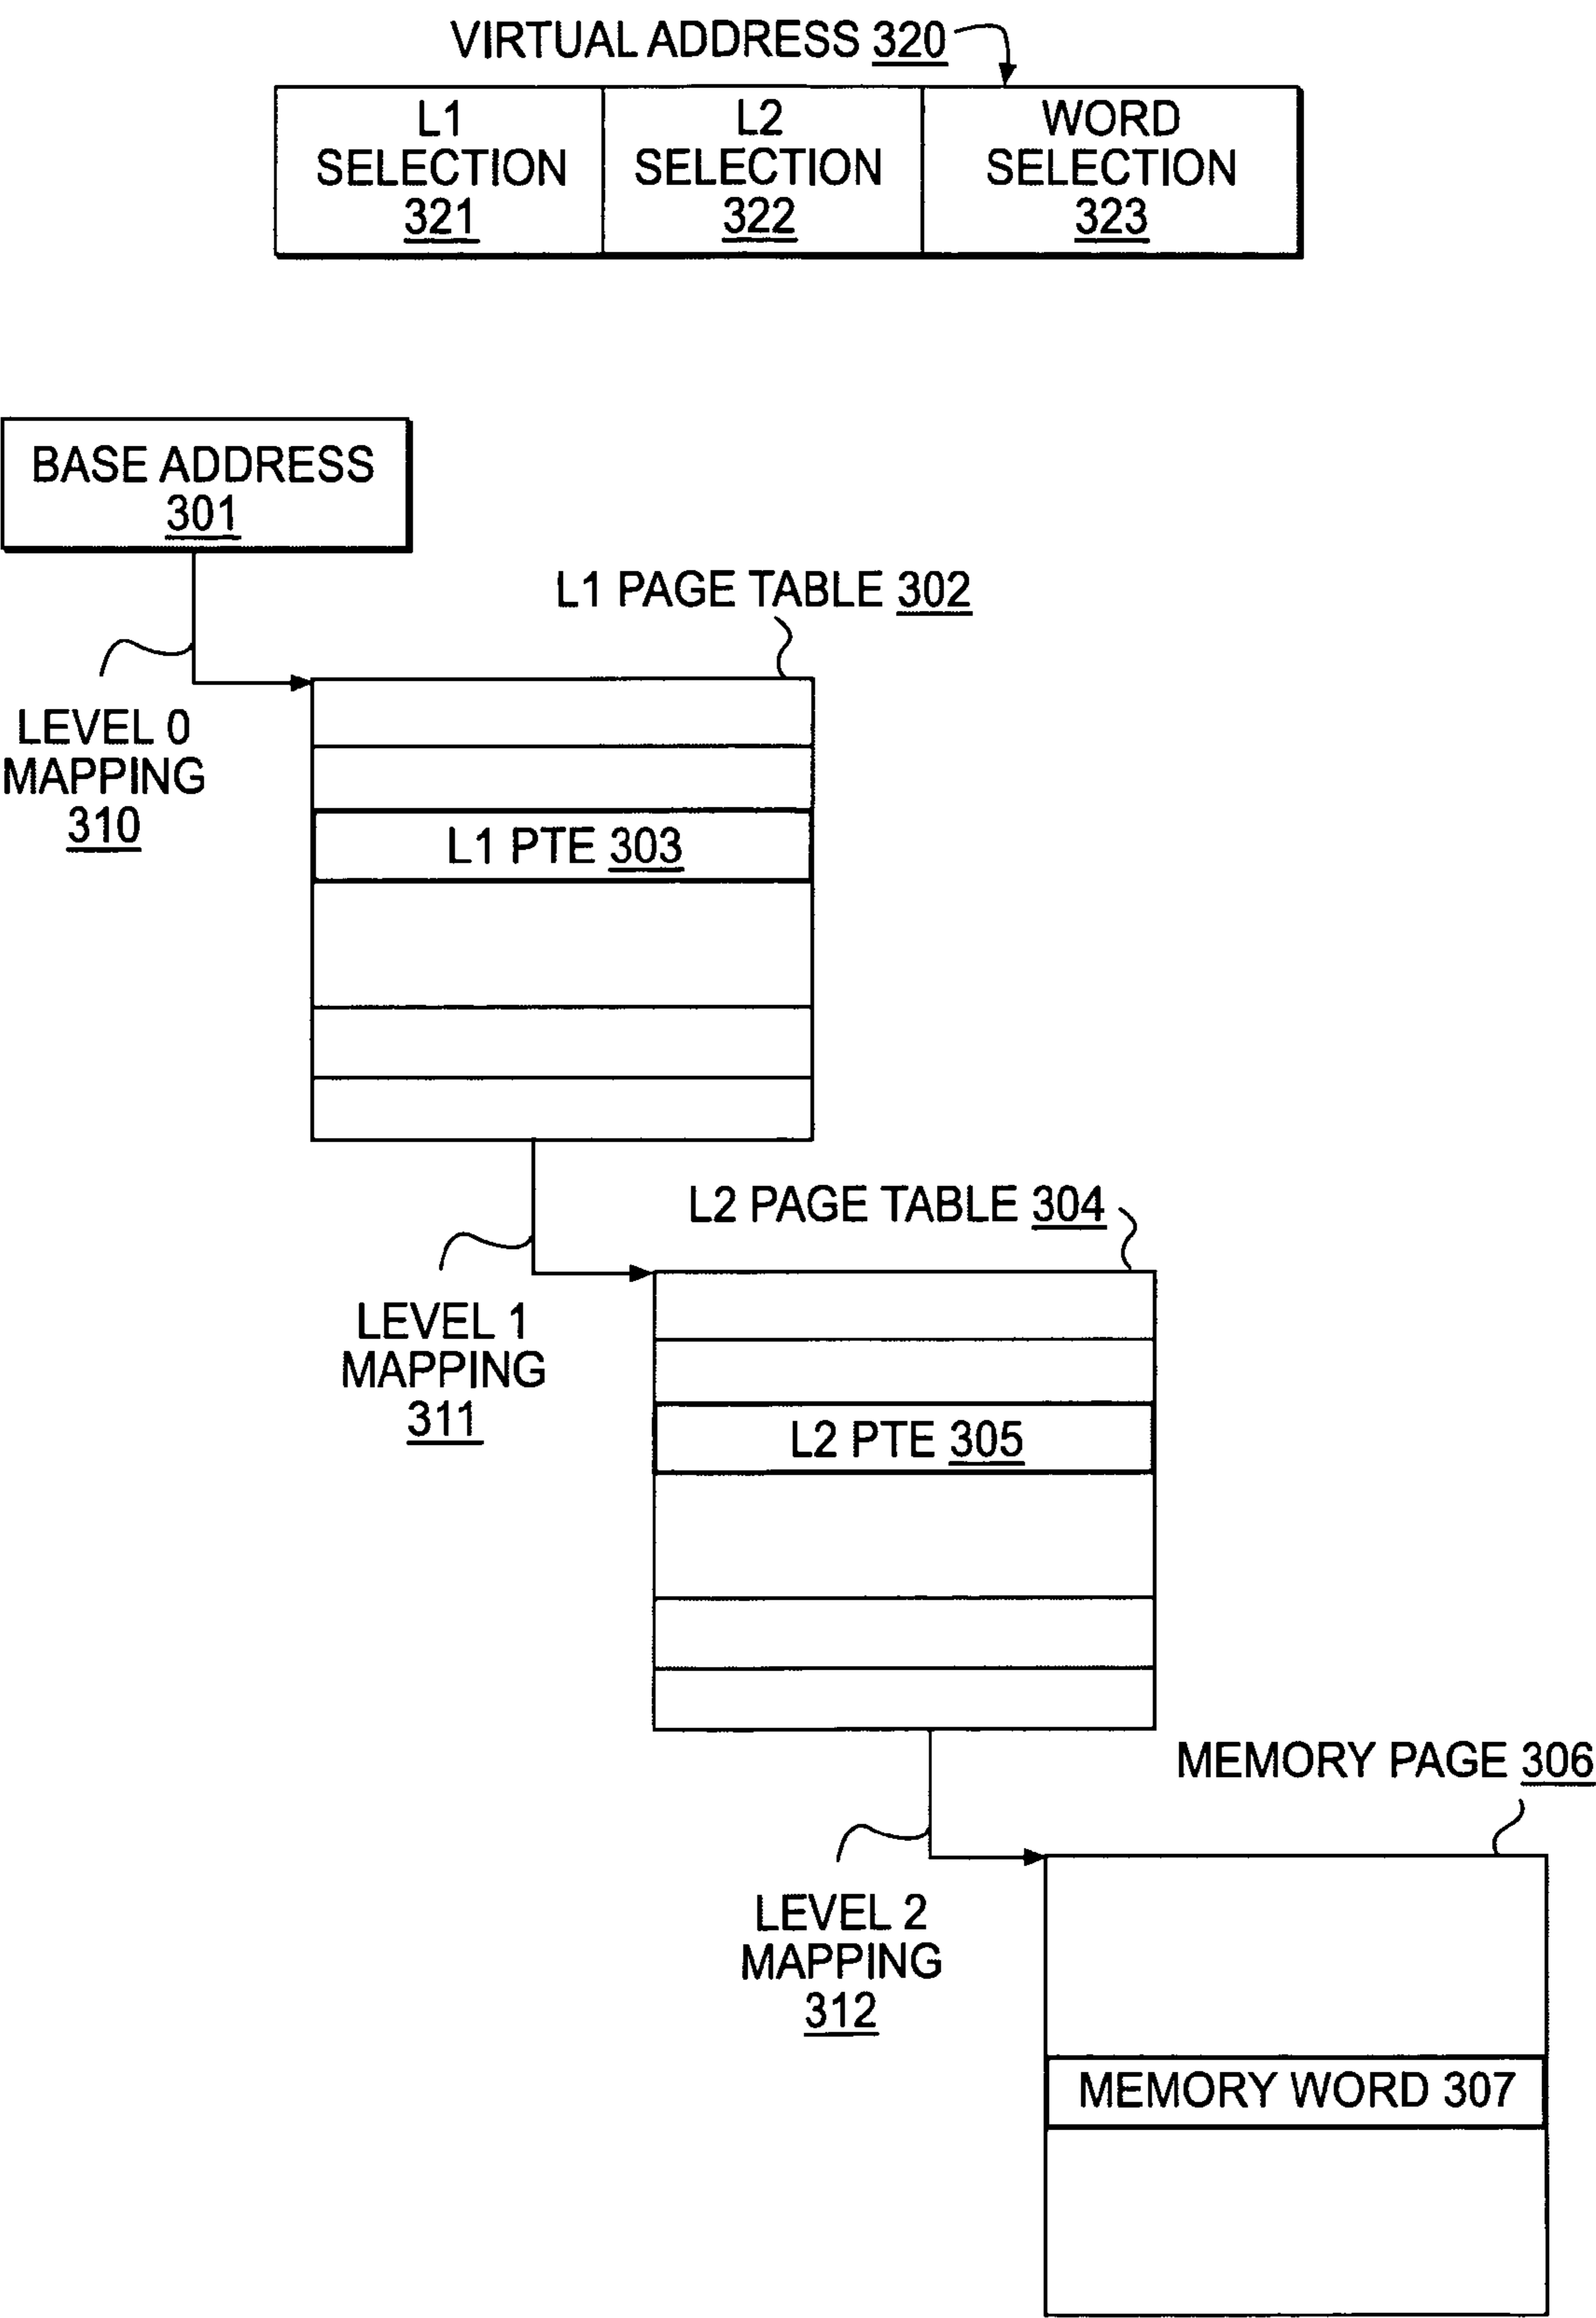 VIRTUAL ADDRESS 320
L1
SELECTION
321
L2
SELECTION
322
WORD
SELECTION
323
BASE ADDRESS
301
L1 PAGE TABLE 302
LEVEL 0
MAPPING
310
L1 PTE 303
L2 PAGE TABLE 304
LEVEL 1
MAPPING
311
L2 PTE 305
MEMORY PAGE 306
LEVEL 2
MAPPING
312
MEMORY WORD 307